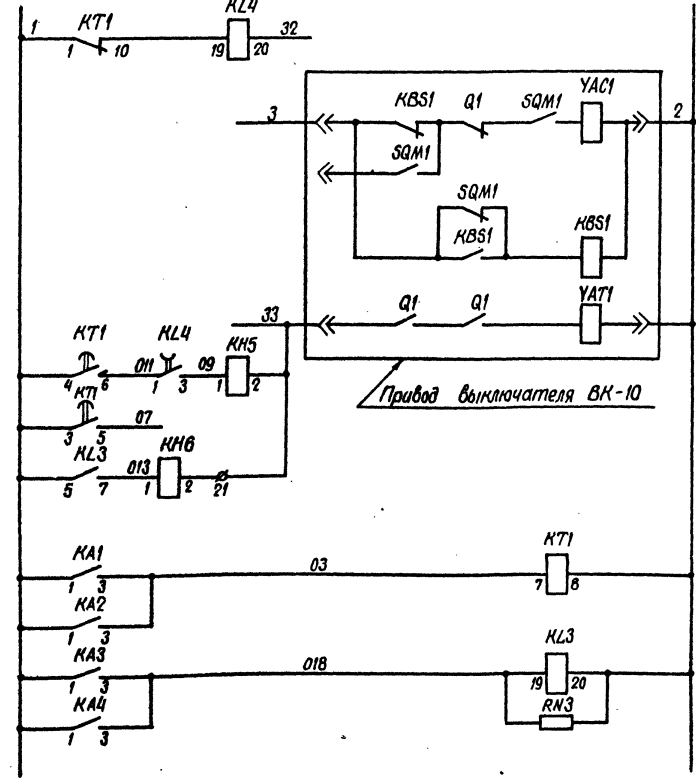 1 KT1 KL4 32
1 10 19 20
3 KBS1 Q1 SQM1 YAC1 2
SQM1
SQM1
KBS1 KBS1
33 Q1 Q1 YAT1
KT1 KL4 KH5
4 6 011 1 3 09 1 2
KT1
3 5 07
Привод выключателя ВК-10
KL3 KH6
5 7 013 1 2 21
KA1 KT1
1 3 03 7 8
KA2
1 3
KA3 KL3
1 3 018 19 20
KA4 RN3
1 3